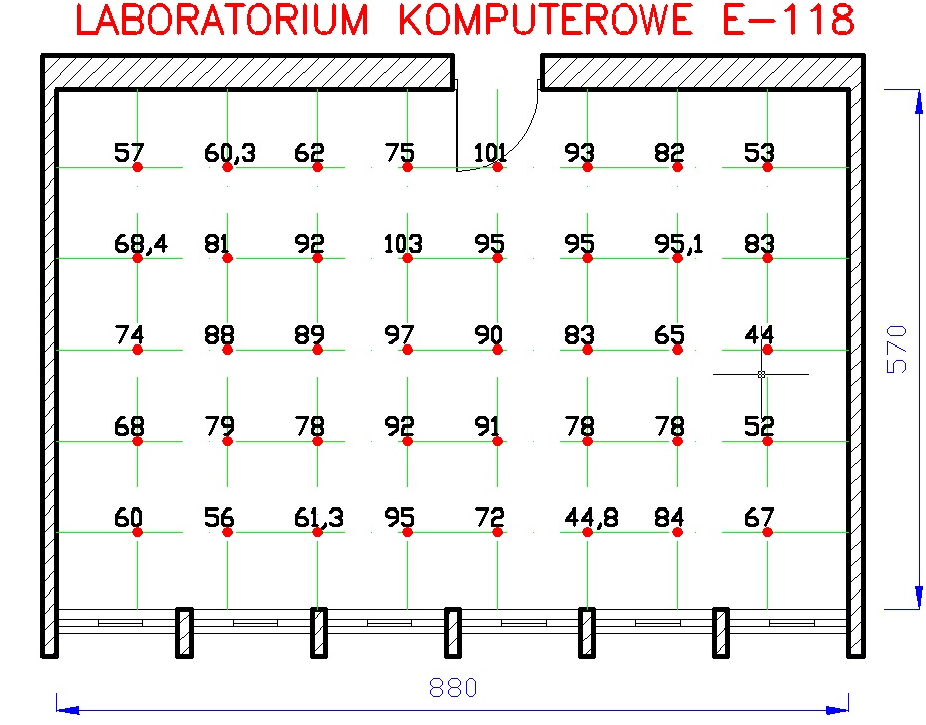 LABORATORIUM KOMPUTEROWE E-118
57 60,3 62 75 101 93 82 53
68,4 81 92 103 95 95 95,1 83
74 88 89 97 90 83 65 44
570
68 79 78 92 91 78 78 52
60 56 61,3 95 72 44,8 84 67
880